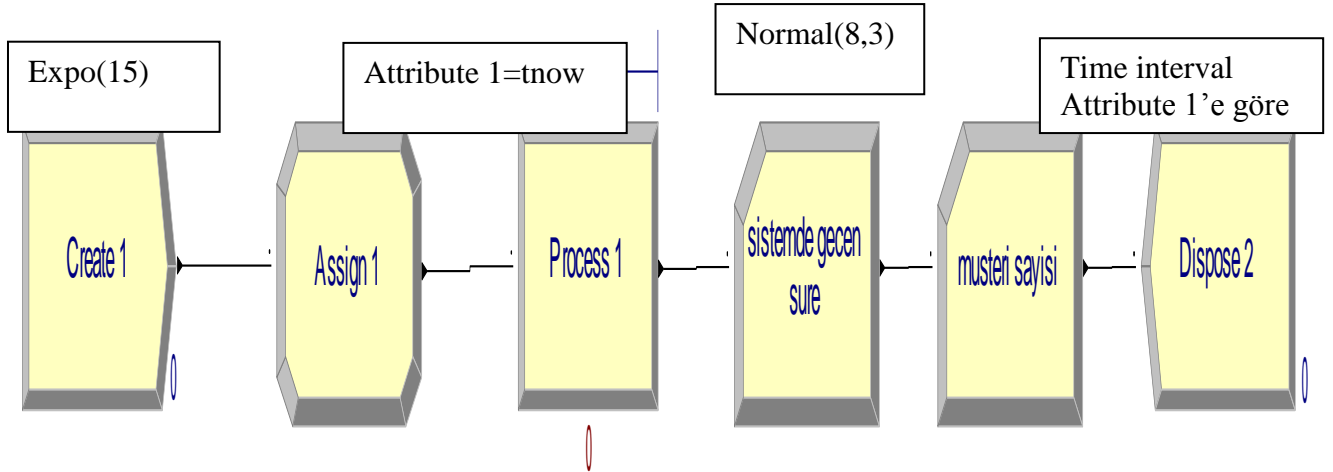 Expo(15)
Attribute 1=tnow
Normal(8,3)
Time interval
Attribute 1’e göre
Create 1
Assign 1
Process 1
sistemde gecen
sure
musteri sayisi
Dispose 2
0
0
0